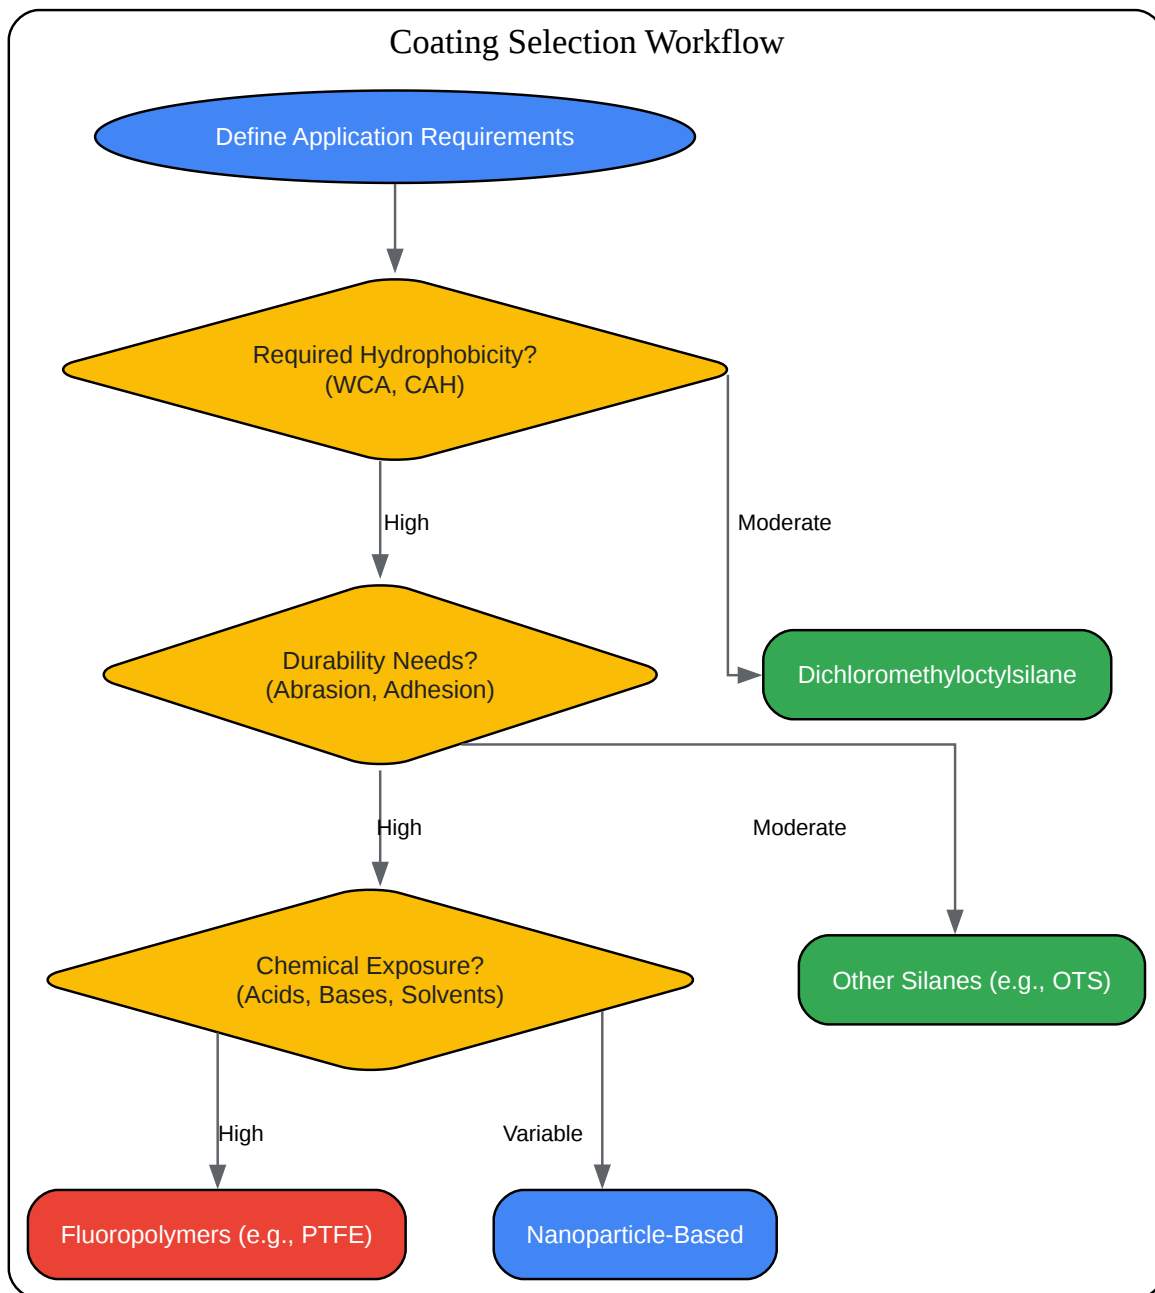 Coating Selection Workflow
Define Application Requirements
Required Hydrophobicity?
(WCA, CAH)
High
Moderate
Durability Needs?
(Abrasion, Adhesion)
Dichloromethyloctylsilane
High
Moderate
Chemical Exposure?
(Acids, Bases, Solvents)
Other Silanes (e.g., OTS)
High
Variable
Fluoropolymers (e.g., PTFE)
Nanoparticle-Based